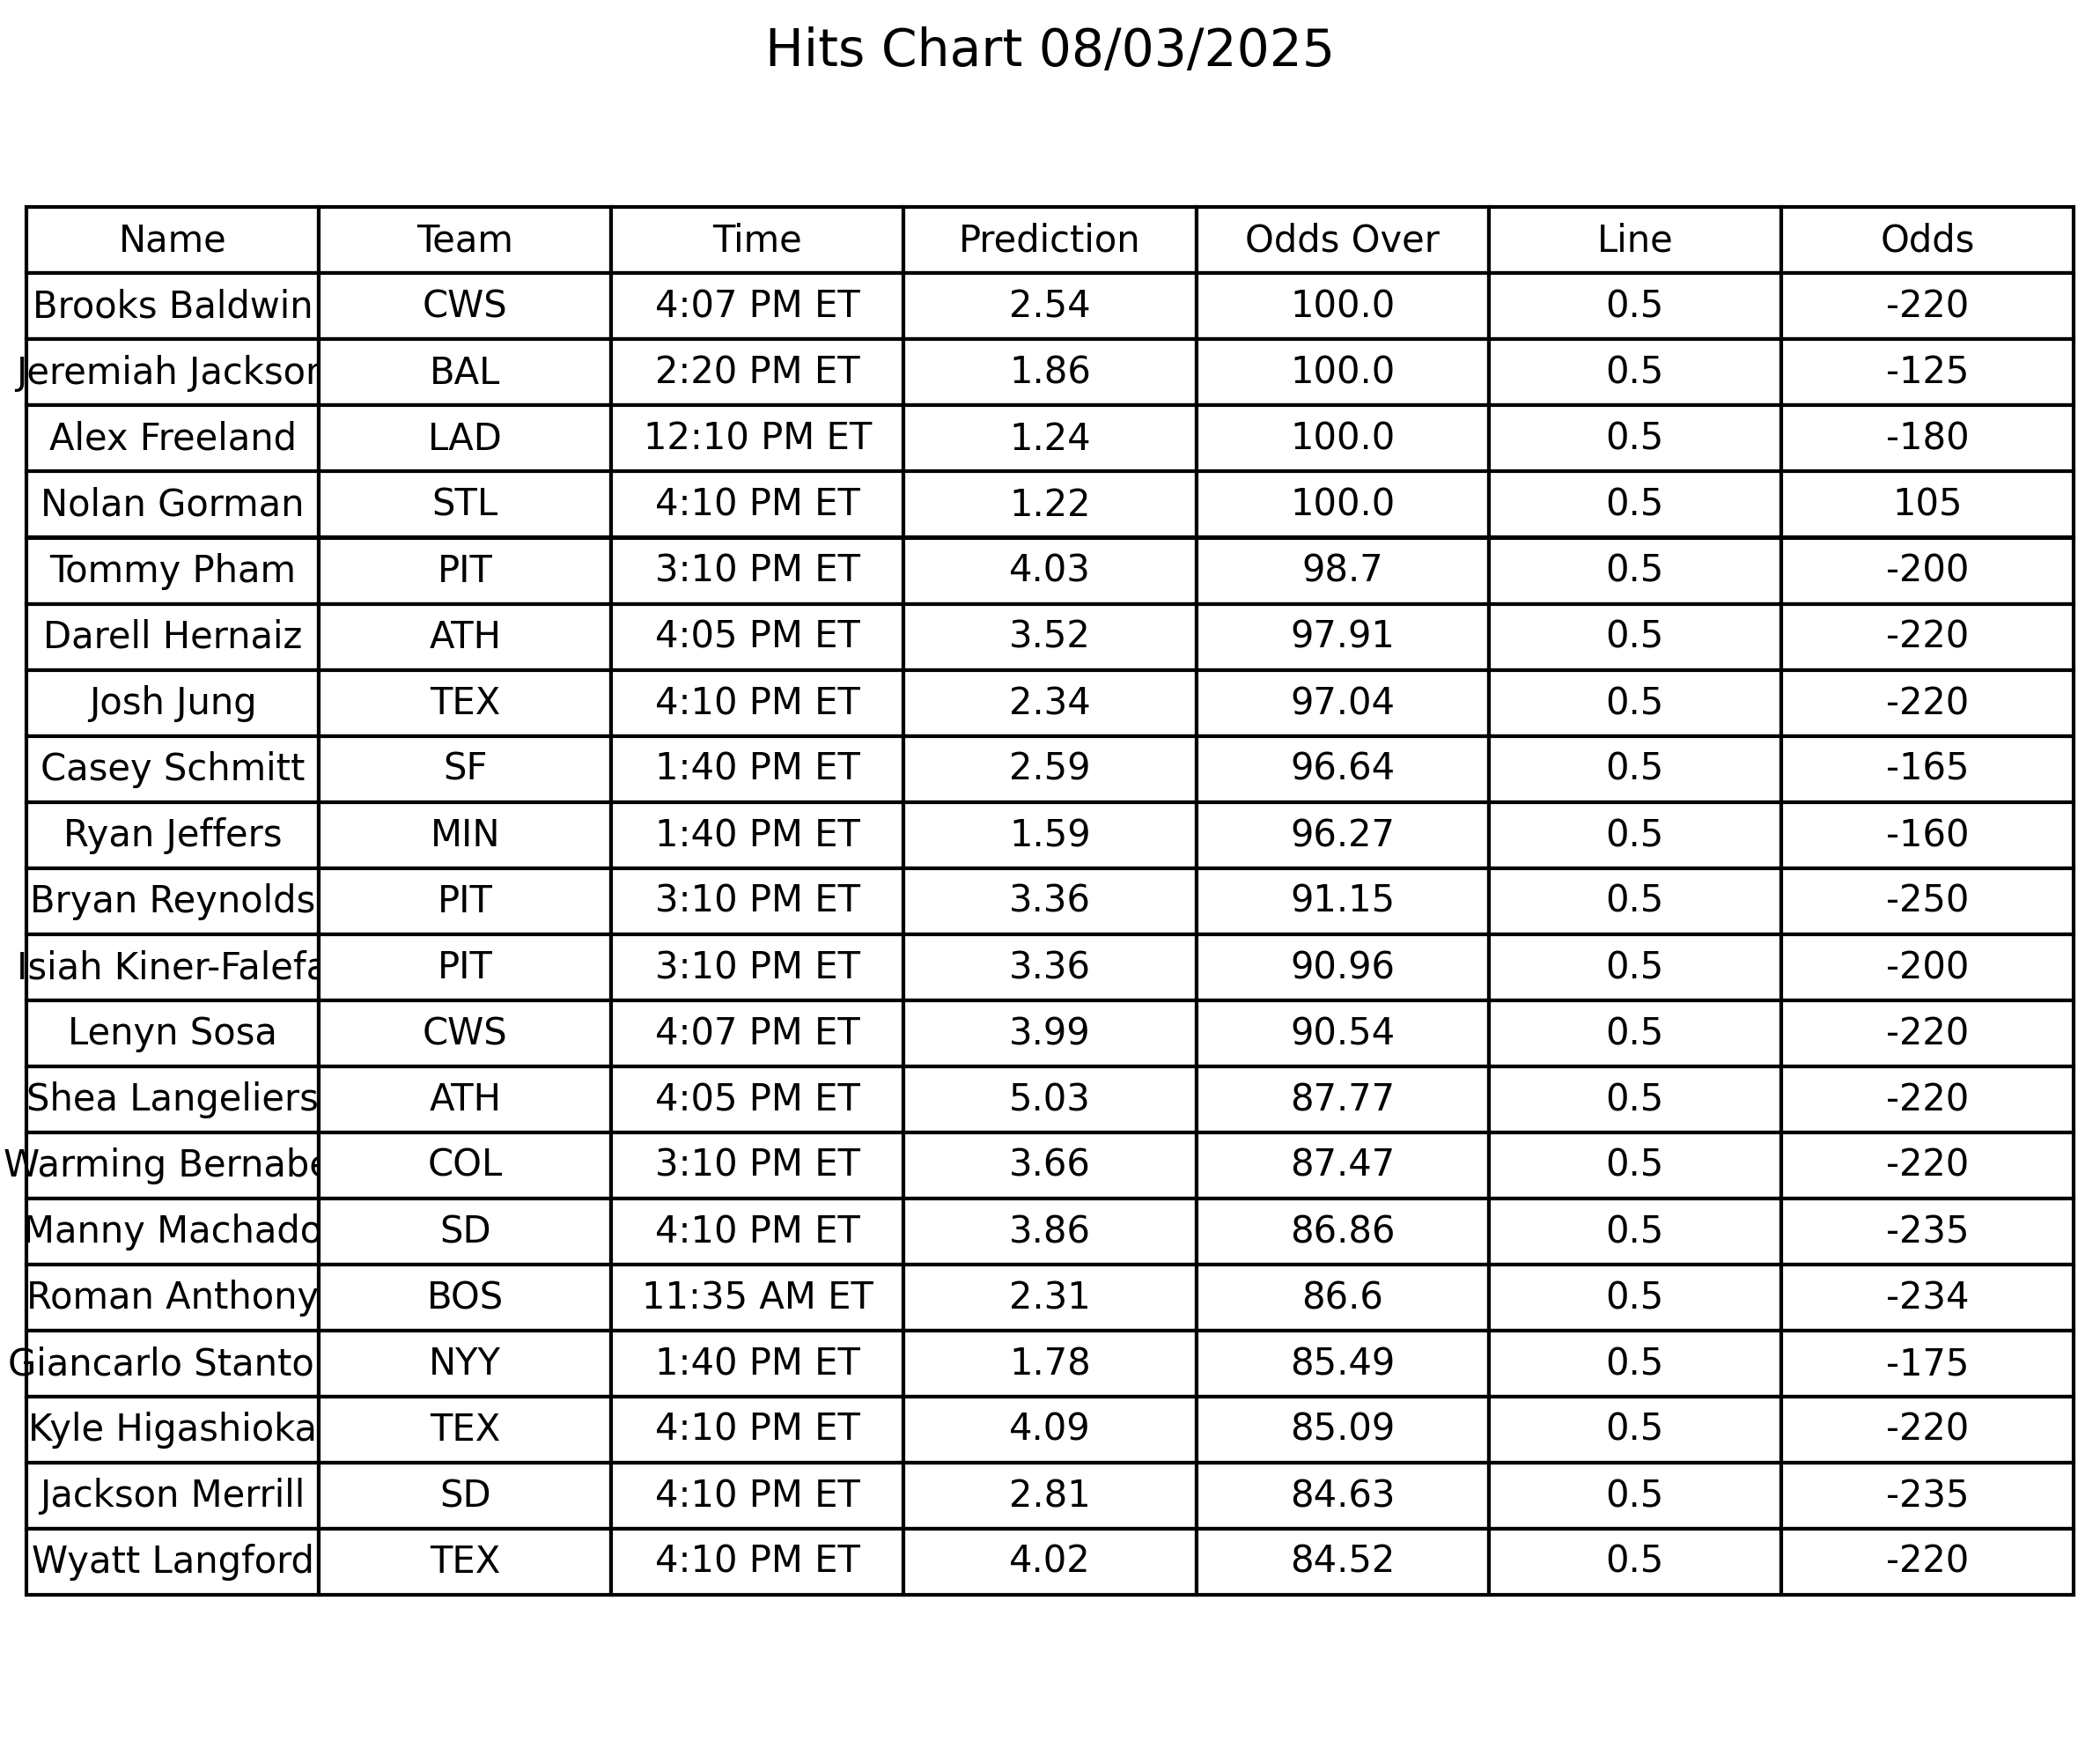 Hits Chart 08/03/2025
Name Team Time Prediction Odds Over Line Odds
Brooks Baldwin CWS 4:07 PM ET 2.54 100.0 0.5 -220
Jeremiah Jackson BAL 2:20 PM ET 1.86 100.0 0.5 -125
Alex Freeland LAD 12:10 PM ET 1.24 100.0 0.5 -180
Nolan Gorman STL 4:10 PM ET 1.22 100.0 0.5 105
Tommy Pham PIT 3:10 PM ET 4.03 98.7 0.5 -200
Darell Hernaiz ATH 4:05 PM ET 3.52 97.91 0.5 -220
Josh Jung TEX 4:10 PM ET 2.34 97.04 0.5 -220
Casey Schmitt SF 1:40 PM ET 2.59 96.64 0.5 -165
Ryan Jeffers MIN 1:40 PM ET 1.59 96.27 0.5 -160
Bryan Reynolds PIT 3:10 PM ET 3.36 91.15 0.5 -250
Isiah Kiner-Falefa PIT 3:10 PM ET 3.36 90.96 0.5 -200
Lenyn Sosa CWS 4:07 PM ET 3.99 90.54 0.5 -220
Shea Langeliers ATH 4:05 PM ET 5.03 87.77 0.5 -220
Warming Bernabe COL 3:10 PM ET 3.66 87.47 0.5 -220
Manny Machado SD 4:10 PM ET 3.86 86.86 0.5 -235
Roman Anthony BOS 11:35 AM ET 2.31 86.6 0.5 -234
Giancarlo Stanto NYY 1:40 PM ET 1.78 85.49 0.5 -175
Kyle Higashioka TEX 4:10 PM ET 4.09 85.09 0.5 -220
Jackson Merrill SD 4:10 PM ET 2.81 84.63 0.5 -235
Wyatt Langford TEX 4:10 PM ET 4.02 84.52 0.5 -220